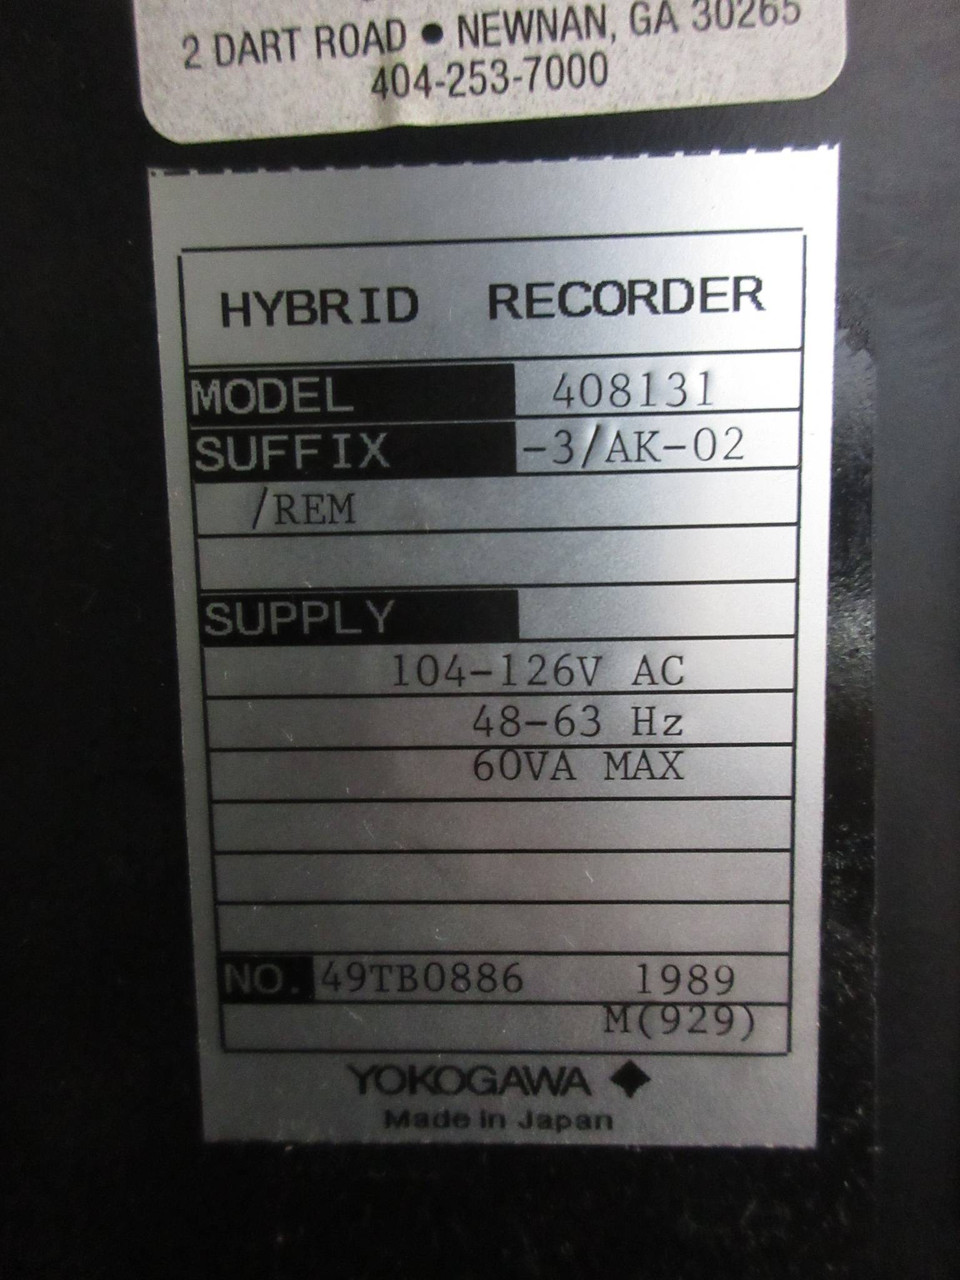 2 DART ROAD ● NEWNAN, GA 30265
404-253-7000
HYBRID RECORDER
MODEL 408131
SUFFIX -3/AK-02
/REM
SUPPLY
104-126V AC
48-63 Hz
60VA MAX
NO. 49TB0886 1989
M(929)
YOKOGAWA ◆
Made in Japan